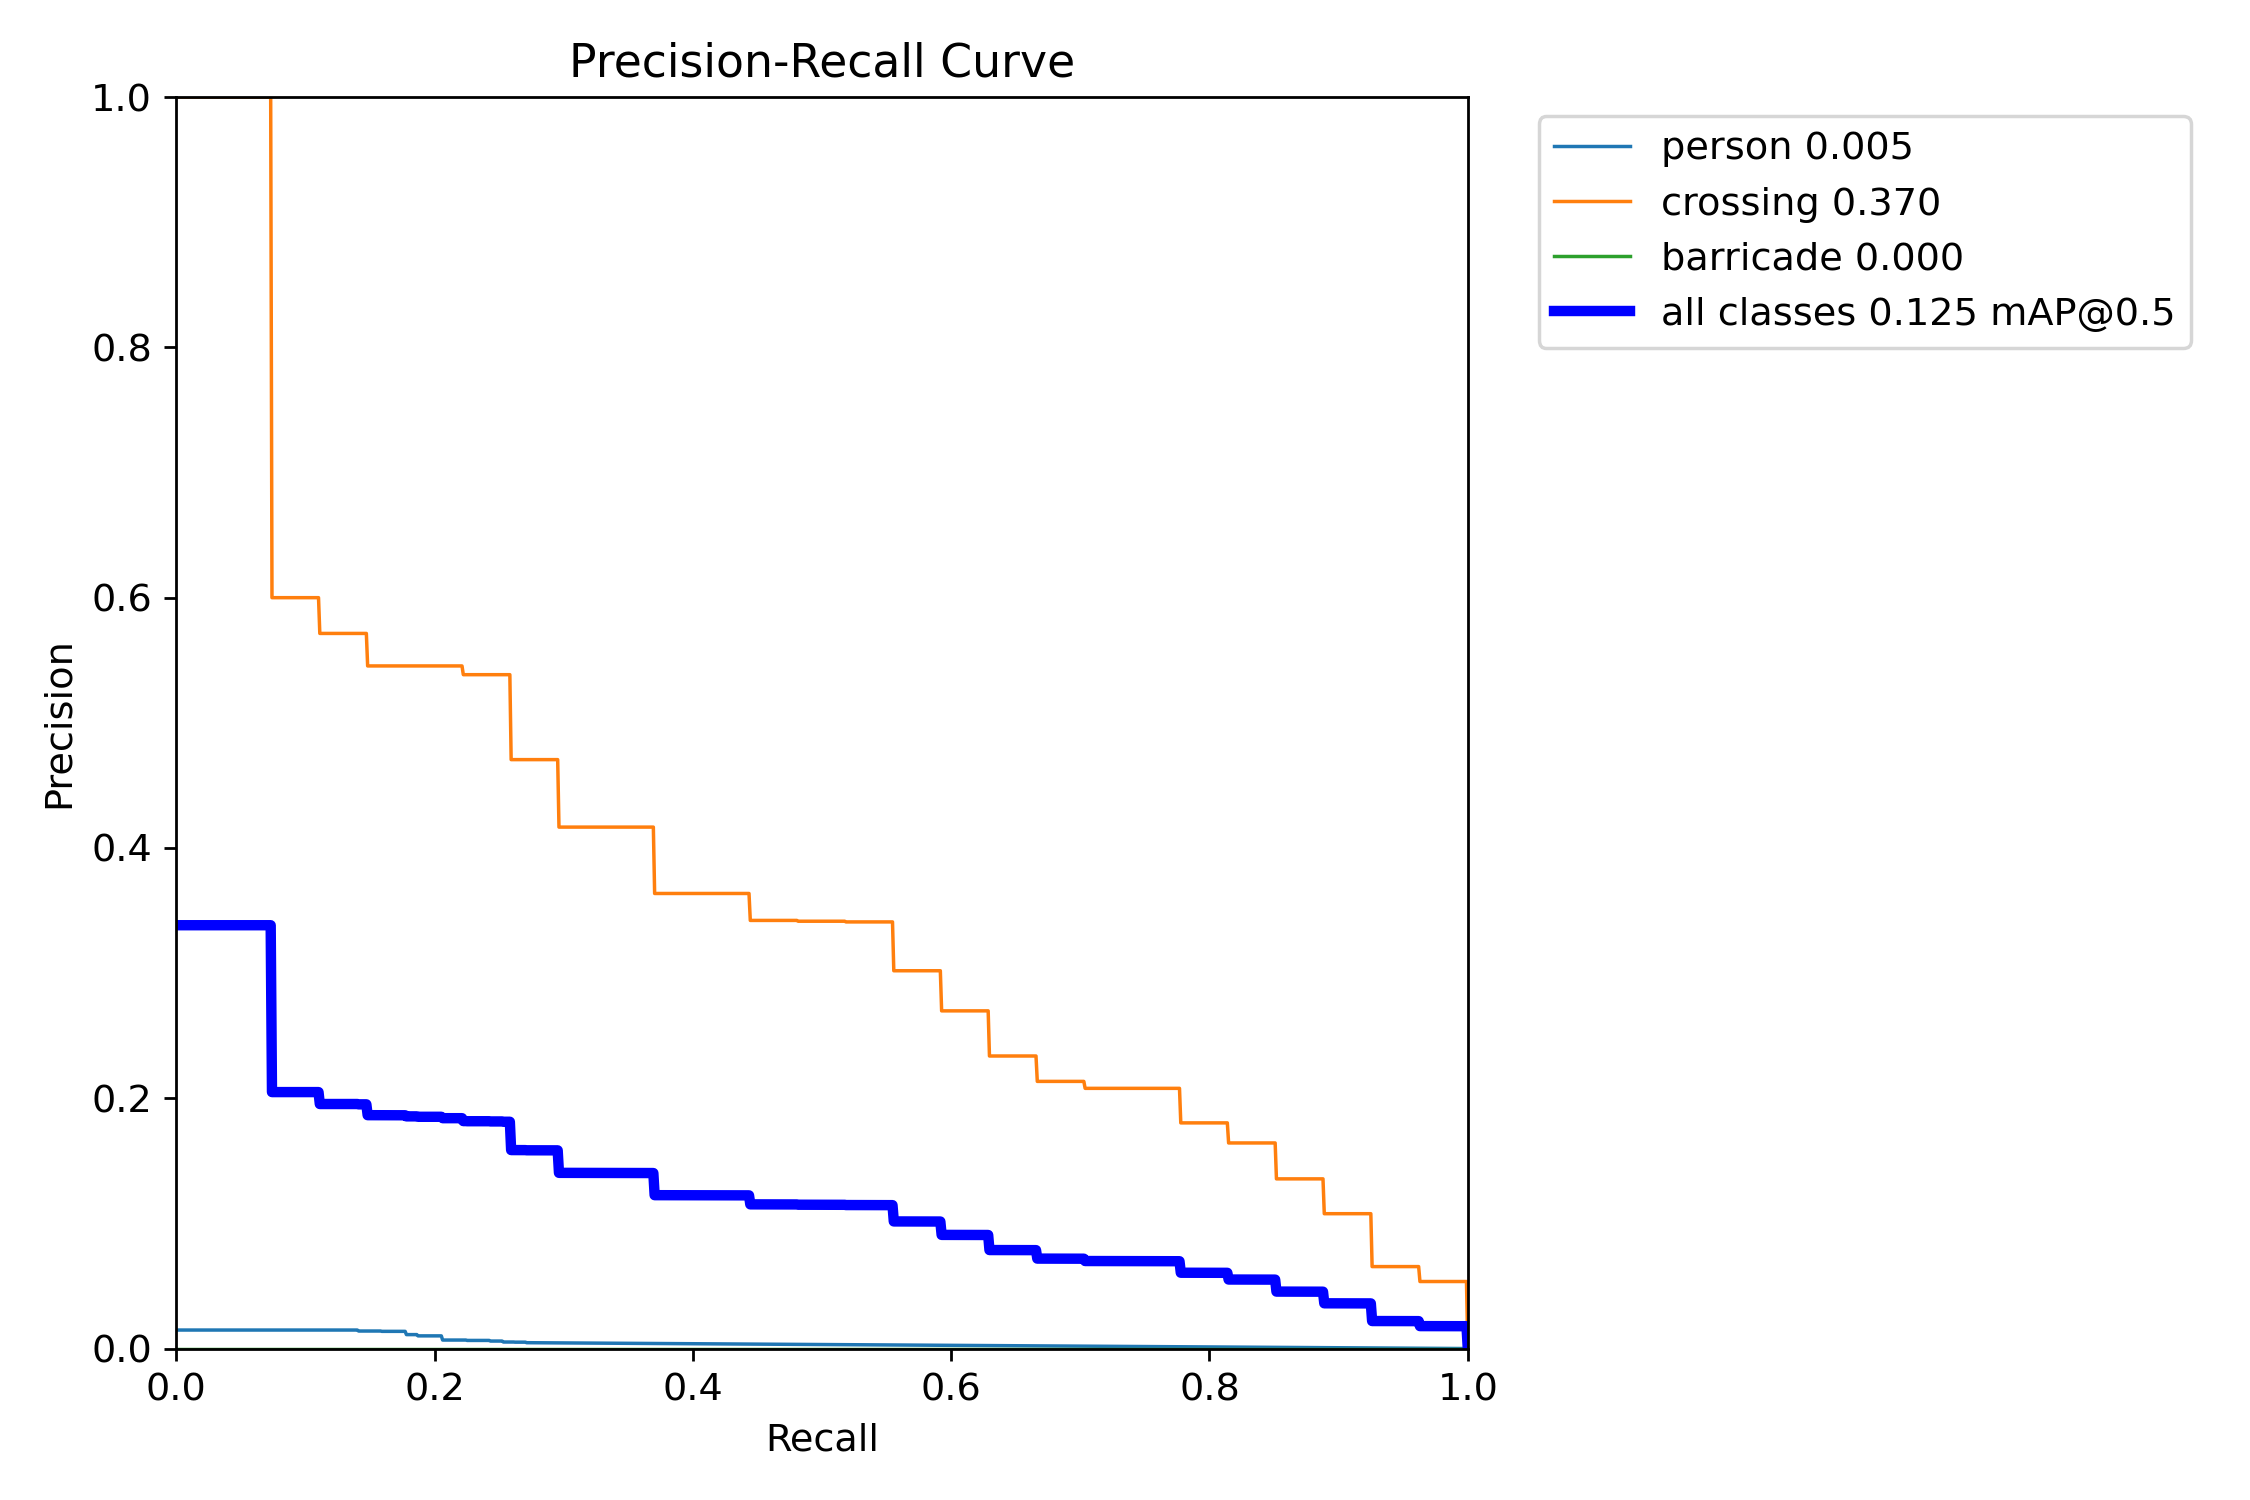 Precision-Recall Curve
1.0
0.8
0.6
0.4
0.2
0.0
Precision
0.0 0.2 0.4 0.6 0.8 1.0
Recall
person 0.005
crossing 0.370
barricade 0.000
all classes 0.125 mAP@0.5